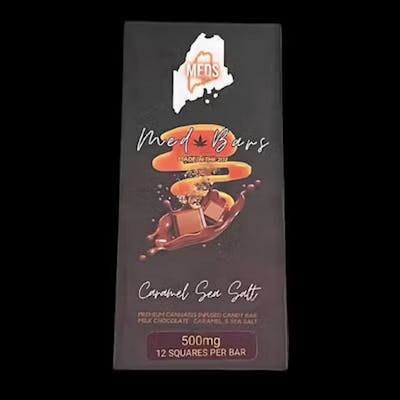 MEDS
Med Bars
MADE IN THE 207
Caramel Sea Salt
PREMIUM CANNABIS INFUSED CANDY BAR
MILK CHOCOLATE, CARAMEL, & SEA SALT
500mg
12 SQUARES PER BAR